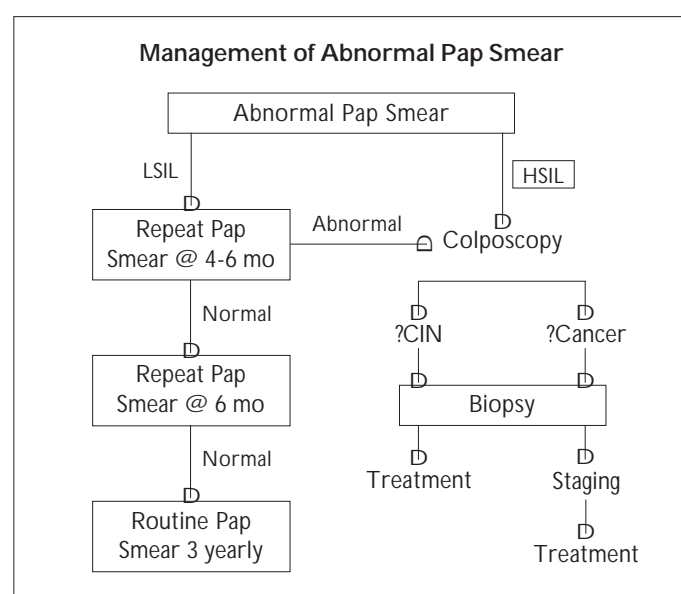 Management of Abnormal Pap Smear
Abnormal Pap Smear
LSIL
HSIL
Repeat Pap
Smear @ 4-6 mo
Abnormal
Colposcopy
Normal
?CIN
?Cancer
Repeat Pap
Smear @ 6 mo
Biopsy
Normal
Treatment
Staging
Routine Pap
Smear 3 yearly
Treatment